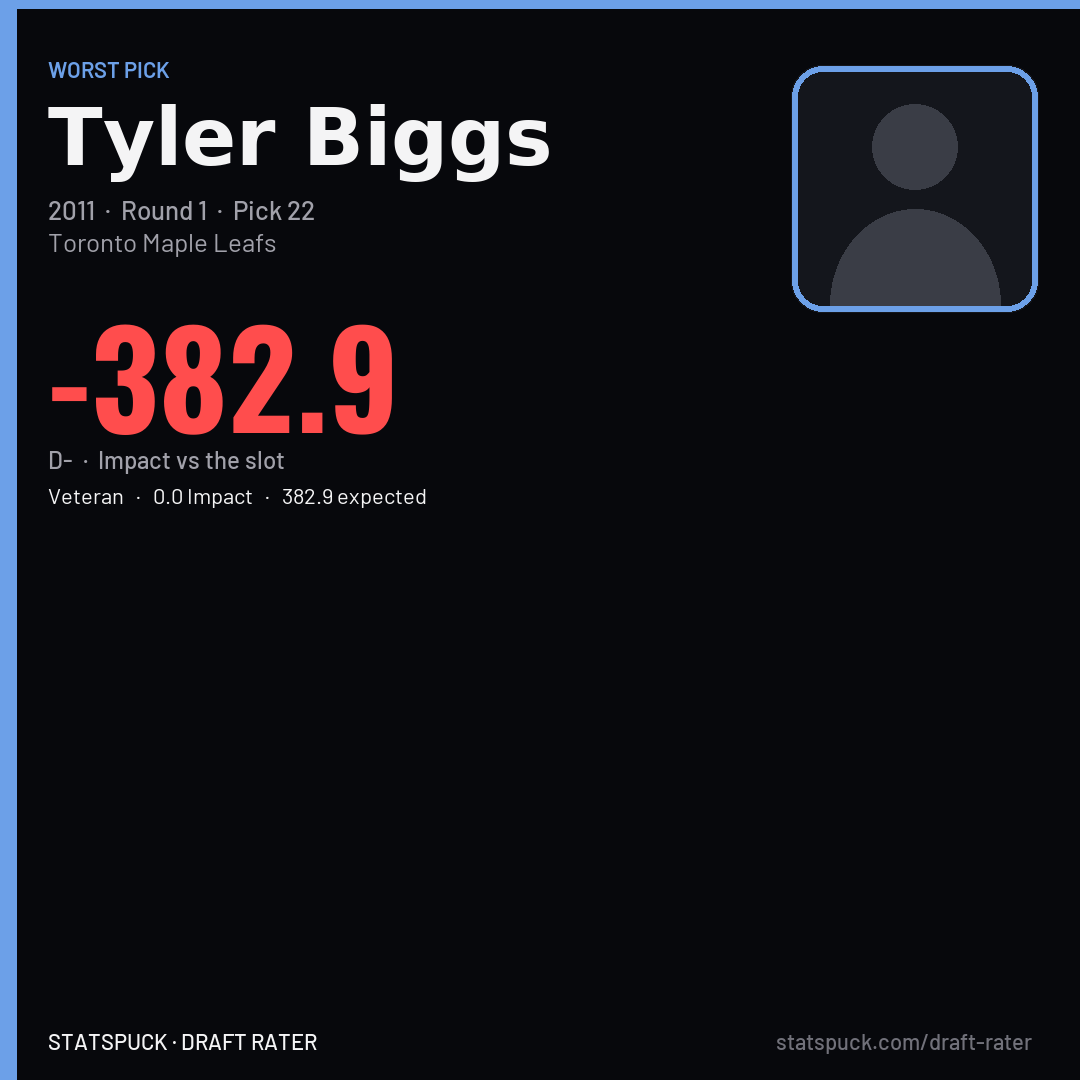 WORST PICK
Tyler Biggs
2011 · Round 1 · Pick 22
Toronto Maple Leafs
-382.9
D- · Impact vs the slot
Veteran · 0.0 Impact · 382.9 expected
STATSPUCK · DRAFT RATER
statspuck.com/draft-rater